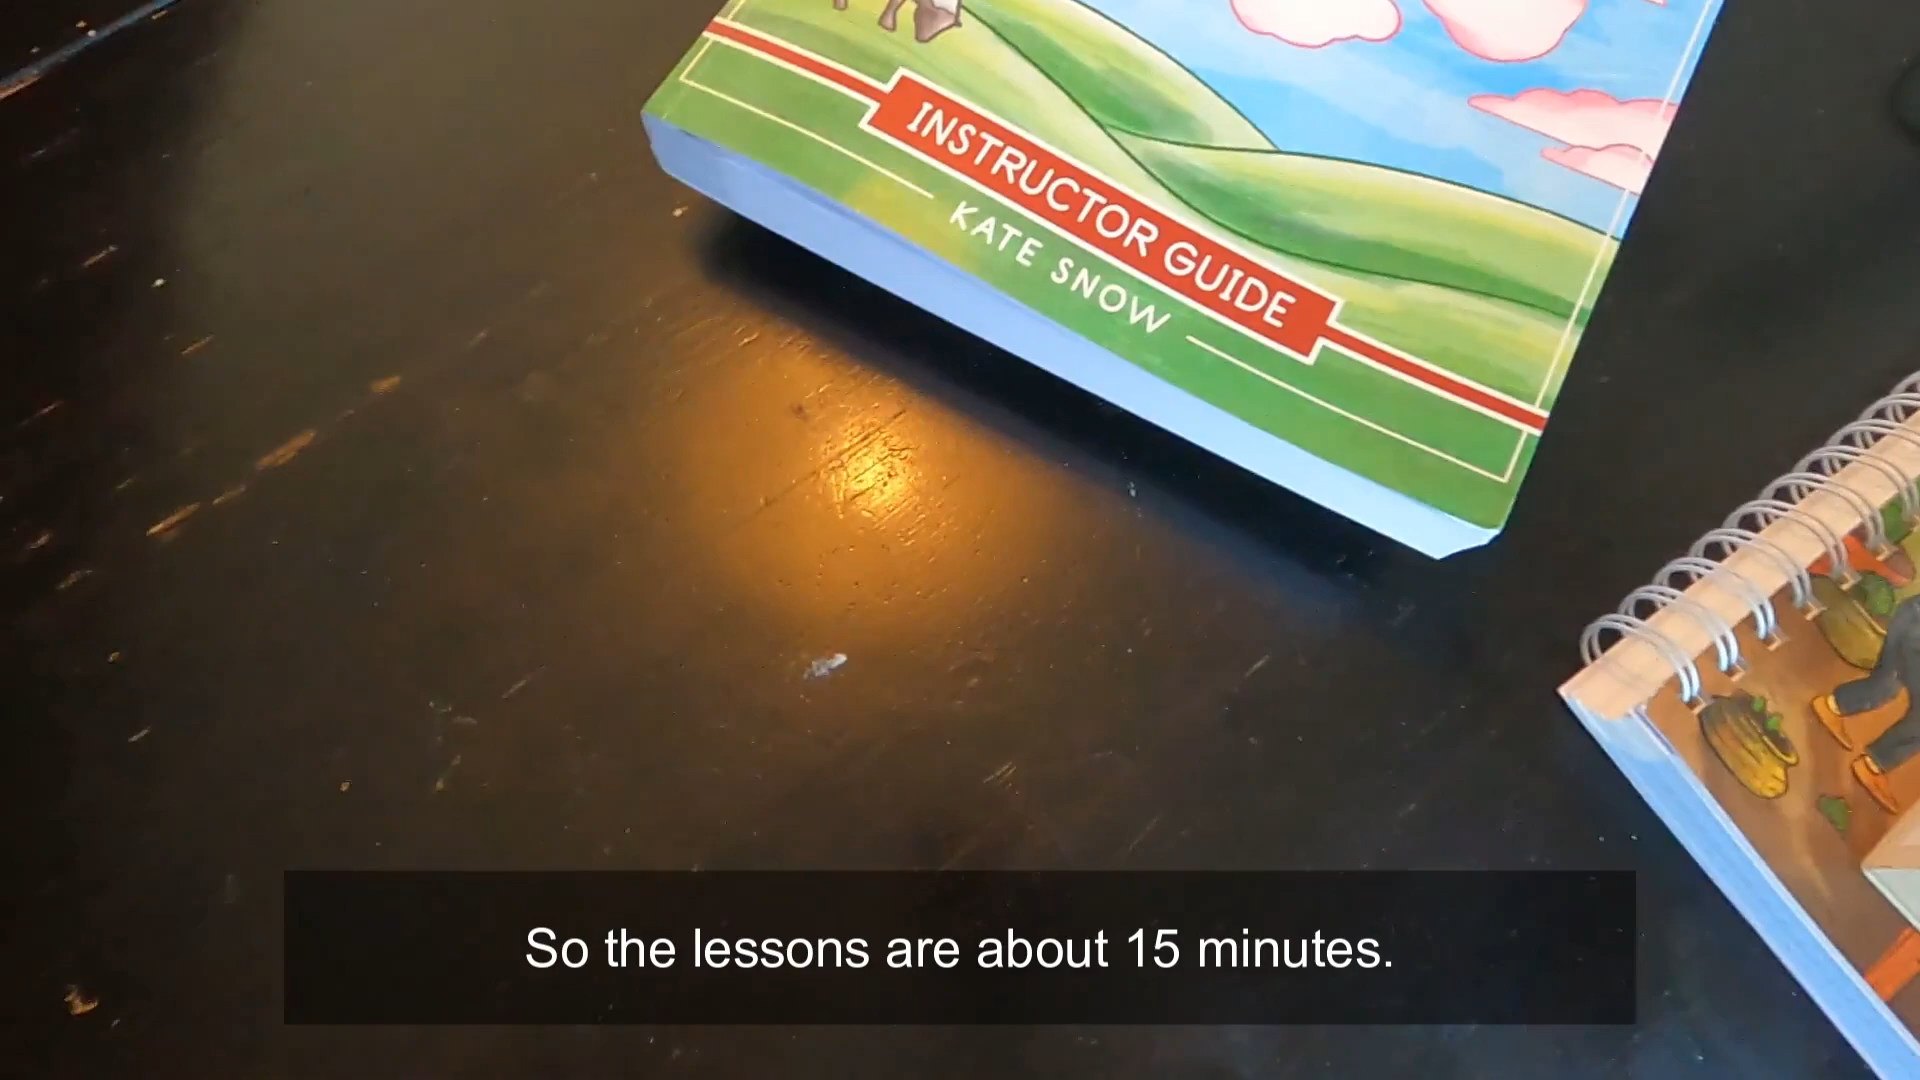 INSTRUCTOR GUIDE
KATE SNOW
So the lessons are about 15 minutes.